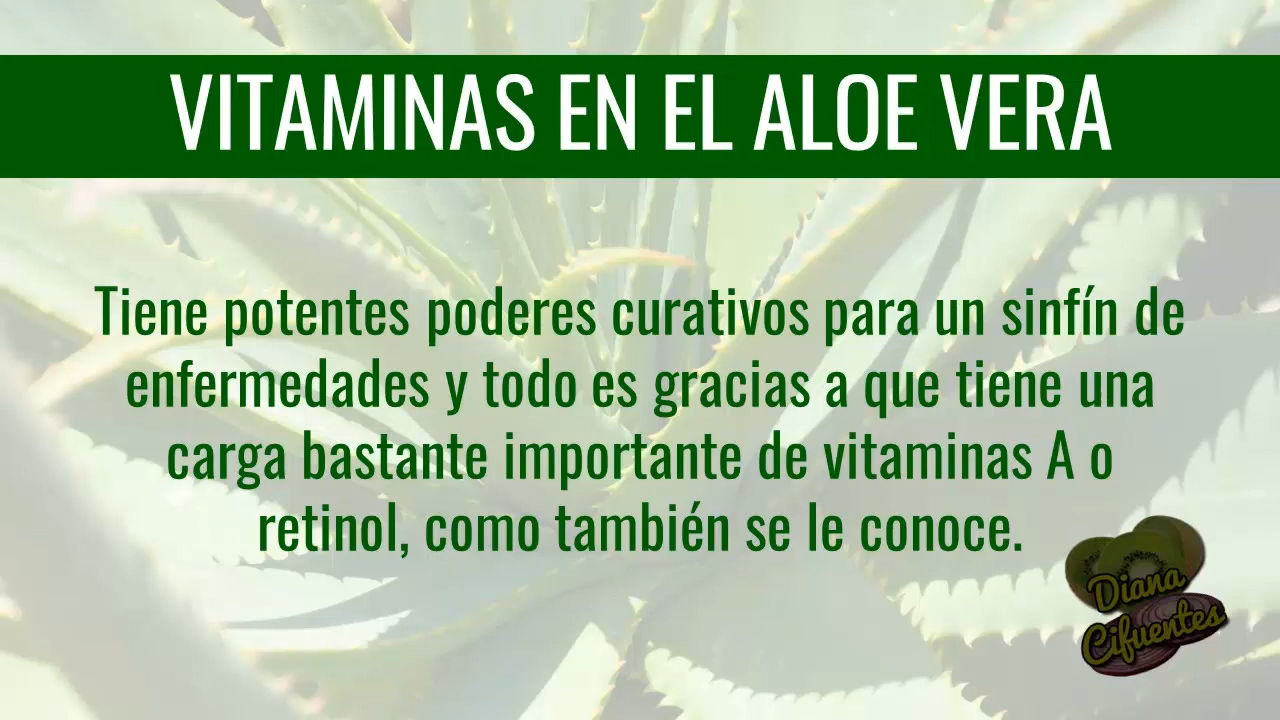 VITAMINAS EN EL ALOE VERA
Tiene potentes poderes curativos para un sinfín de
enfermedades y todo es gracias a que tiene una
carga bastante importante de vitaminas A o
retinol, como también se le conoce.
Diana
Cifuentes